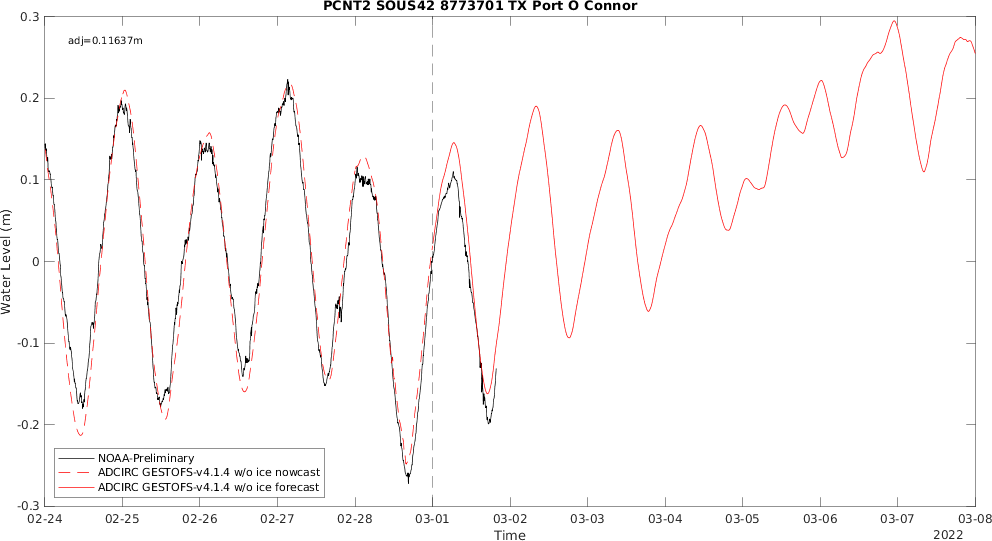 PCNT2 SOUS42 8773701 TX Port O Connor
adj=0.11637m
0.3
0.2
0.1
0
-0.1
-0.2
-0.3
Water Level (m)
NOAA-Preliminary
ADCIRC GESTOFS-v4.1.4 w/o ice nowcast
ADCIRC GESTOFS-v4.1.4 w/o ice forecast
02-24 02-25 02-26 02-27 02-28 03-01 03-02 03-03 03-04 03-05 03-06 03-07 03-08
Time
2022